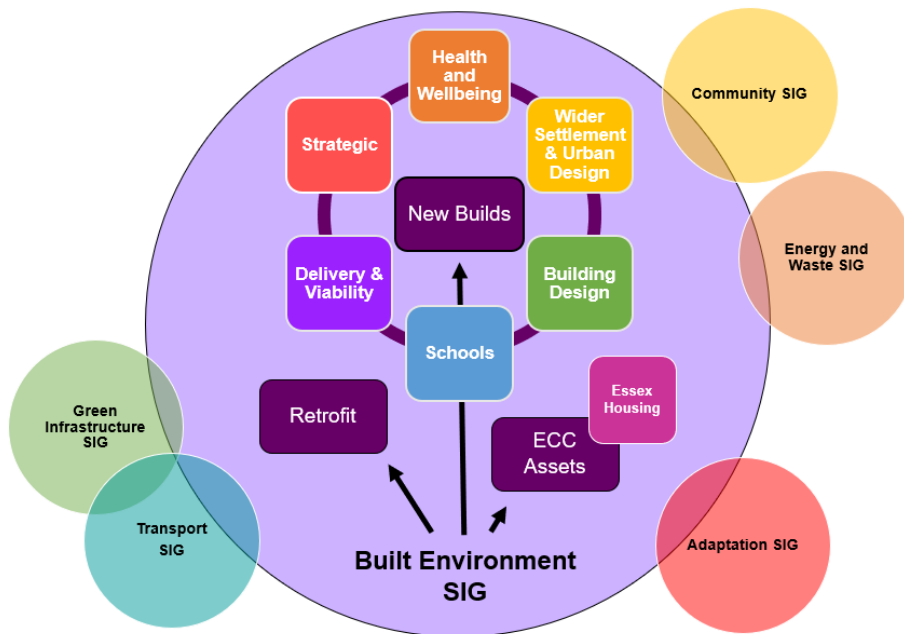 Health
and
Wellbeing
Strategic
Wider
Settlement
& Urban
Design
Community SIG
New Builds
Delivery &
Viability
Building
Design
Energy and
Waste SIG
Schools
Retrofit
Essex
Housing
ECC
Assets
Green
Infrastructure
SIG
Transport
SIG
Adaptation SIG
Built Environment
SIG